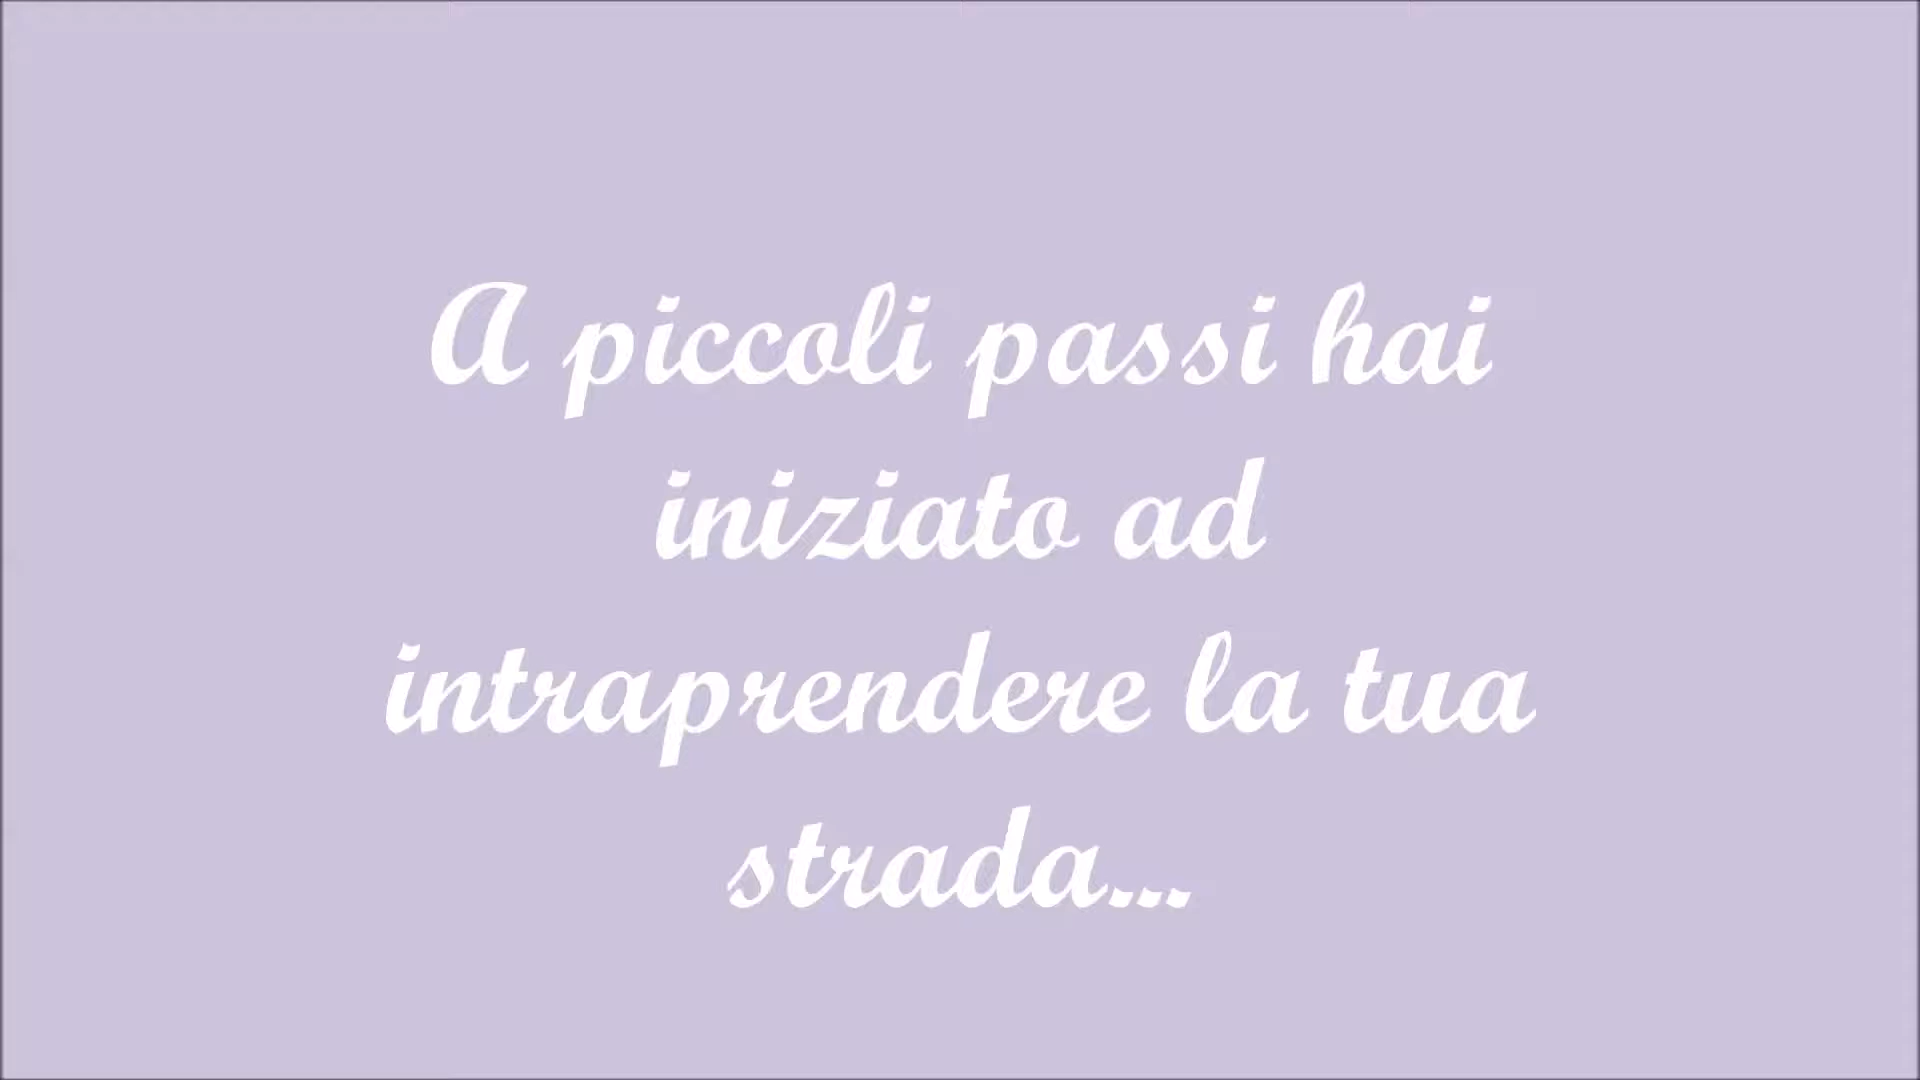 A piccoli passi hai
iniziato ad
intraprendere la tua
strada...